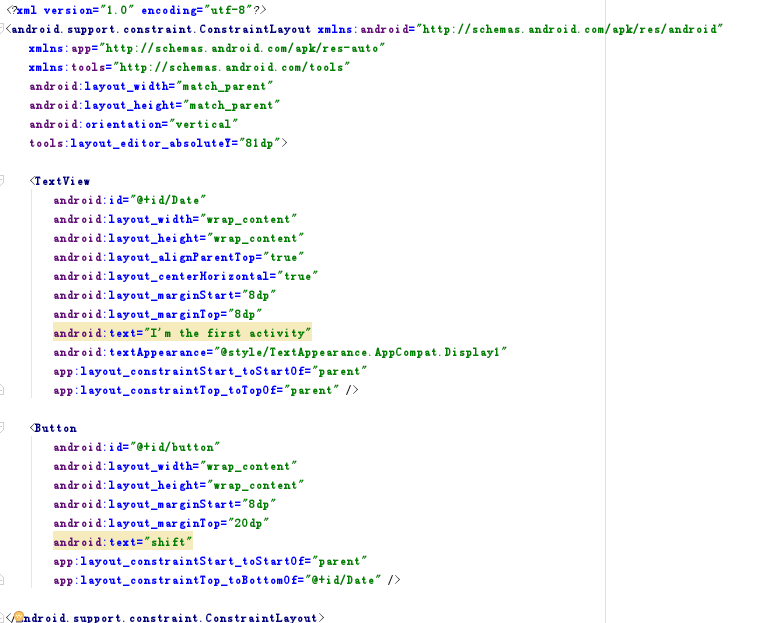 <?xml version="1.0" encoding="utf-8"?>
<android.support.constraint.ConstraintLayout xmlns:android="http://schemas.android.com/apk/res/android"
xmlns:app="http://schemas.android.com/apk/res-auto"
xmlns:tools="http://schemas.android.com/tools"
android:layout_width="match_parent"
android:layout_height="match_parent"
android:orientation="vertical"
tools:layout_editor_absoluteY="81dp">
<TextView
android:id="@+id/Date"
android:layout_width="wrap_content"
android:layout_height="wrap_content"
android:layout_alignParentTop="true"
android:layout_centerHorizontal="true"
android:layout_marginStart="8dp"
android:layout_marginTop="8dp"
android:text="I'm the first activity"
android:textAppearance="@style/TextAppearance.AppCompat.Display1"
app:layout_constraintStart_toStartOf="parent"
app:layout_constraintTop_toTopOf="parent" />
<Button
android:id="@+id/button"
android:layout_width="wrap_content"
android:layout_height="wrap_content"
android:layout_marginStart="8dp"
android:layout_marginTop="20dp"
android:text="shift"
app:layout_constraintStart_toStartOf="parent"
app:layout_constraintTop_toBottomOf="@+id/Date" />
</android.support.constraint.ConstraintLayout>